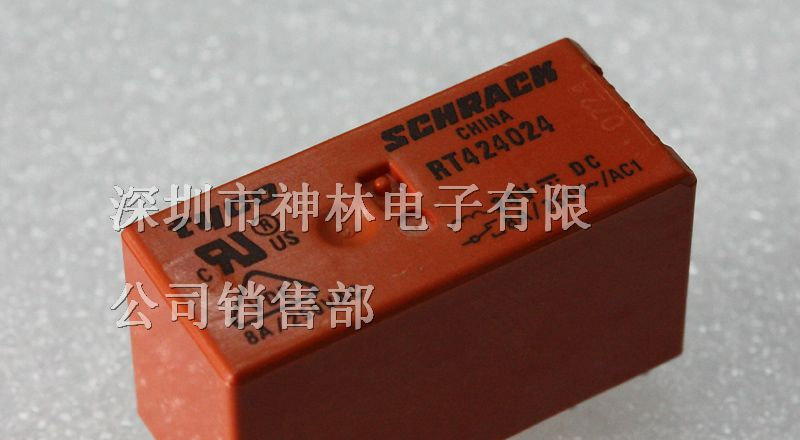 SCHRACK
CHINA
RT424024
DC
/AC1
072A
C US
R
8A /
深圳市神林电子有限
公司销售部